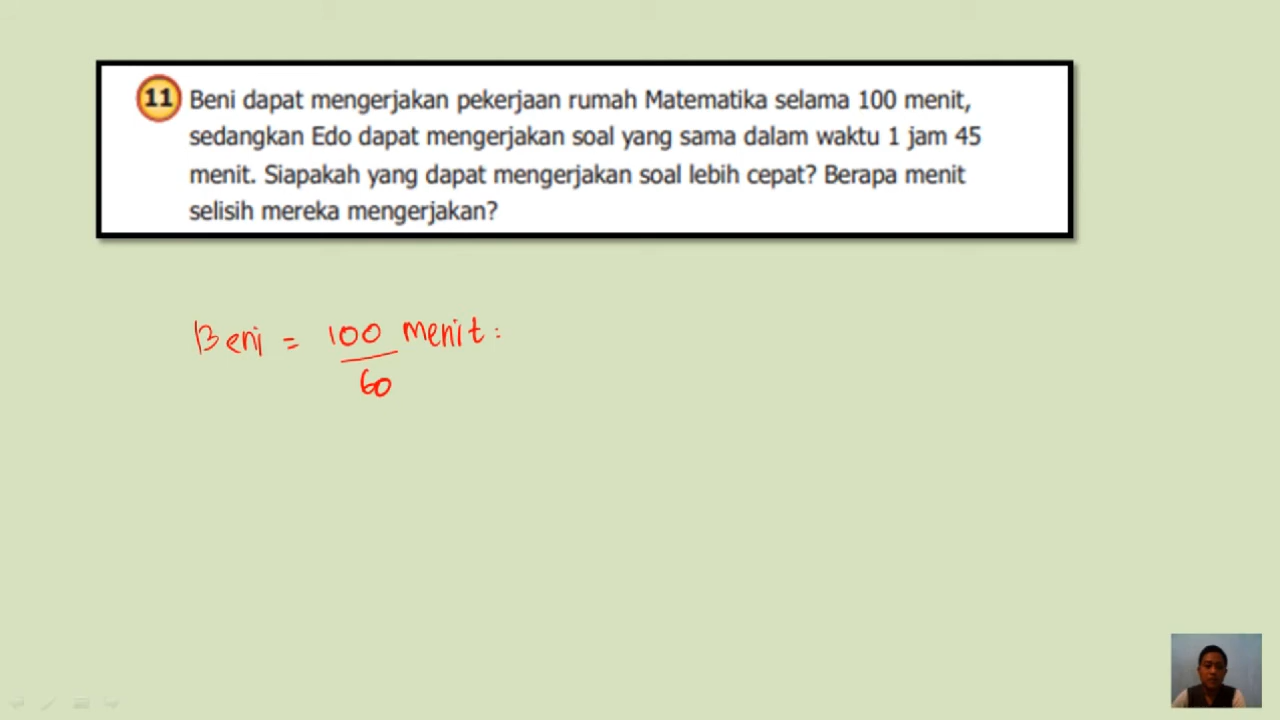 11 Beni dapat mengerjakan pekerjaan rumah Matematika selama 100 menit,
sedangkan Edo dapat mengerjakan soal yang sama dalam waktu 1 jam 45
menit. Siapakah yang dapat mengerjakan soal lebih cepat? Berapa menit
selisih mereka mengerjakan?
Beni = 100 menit :
60